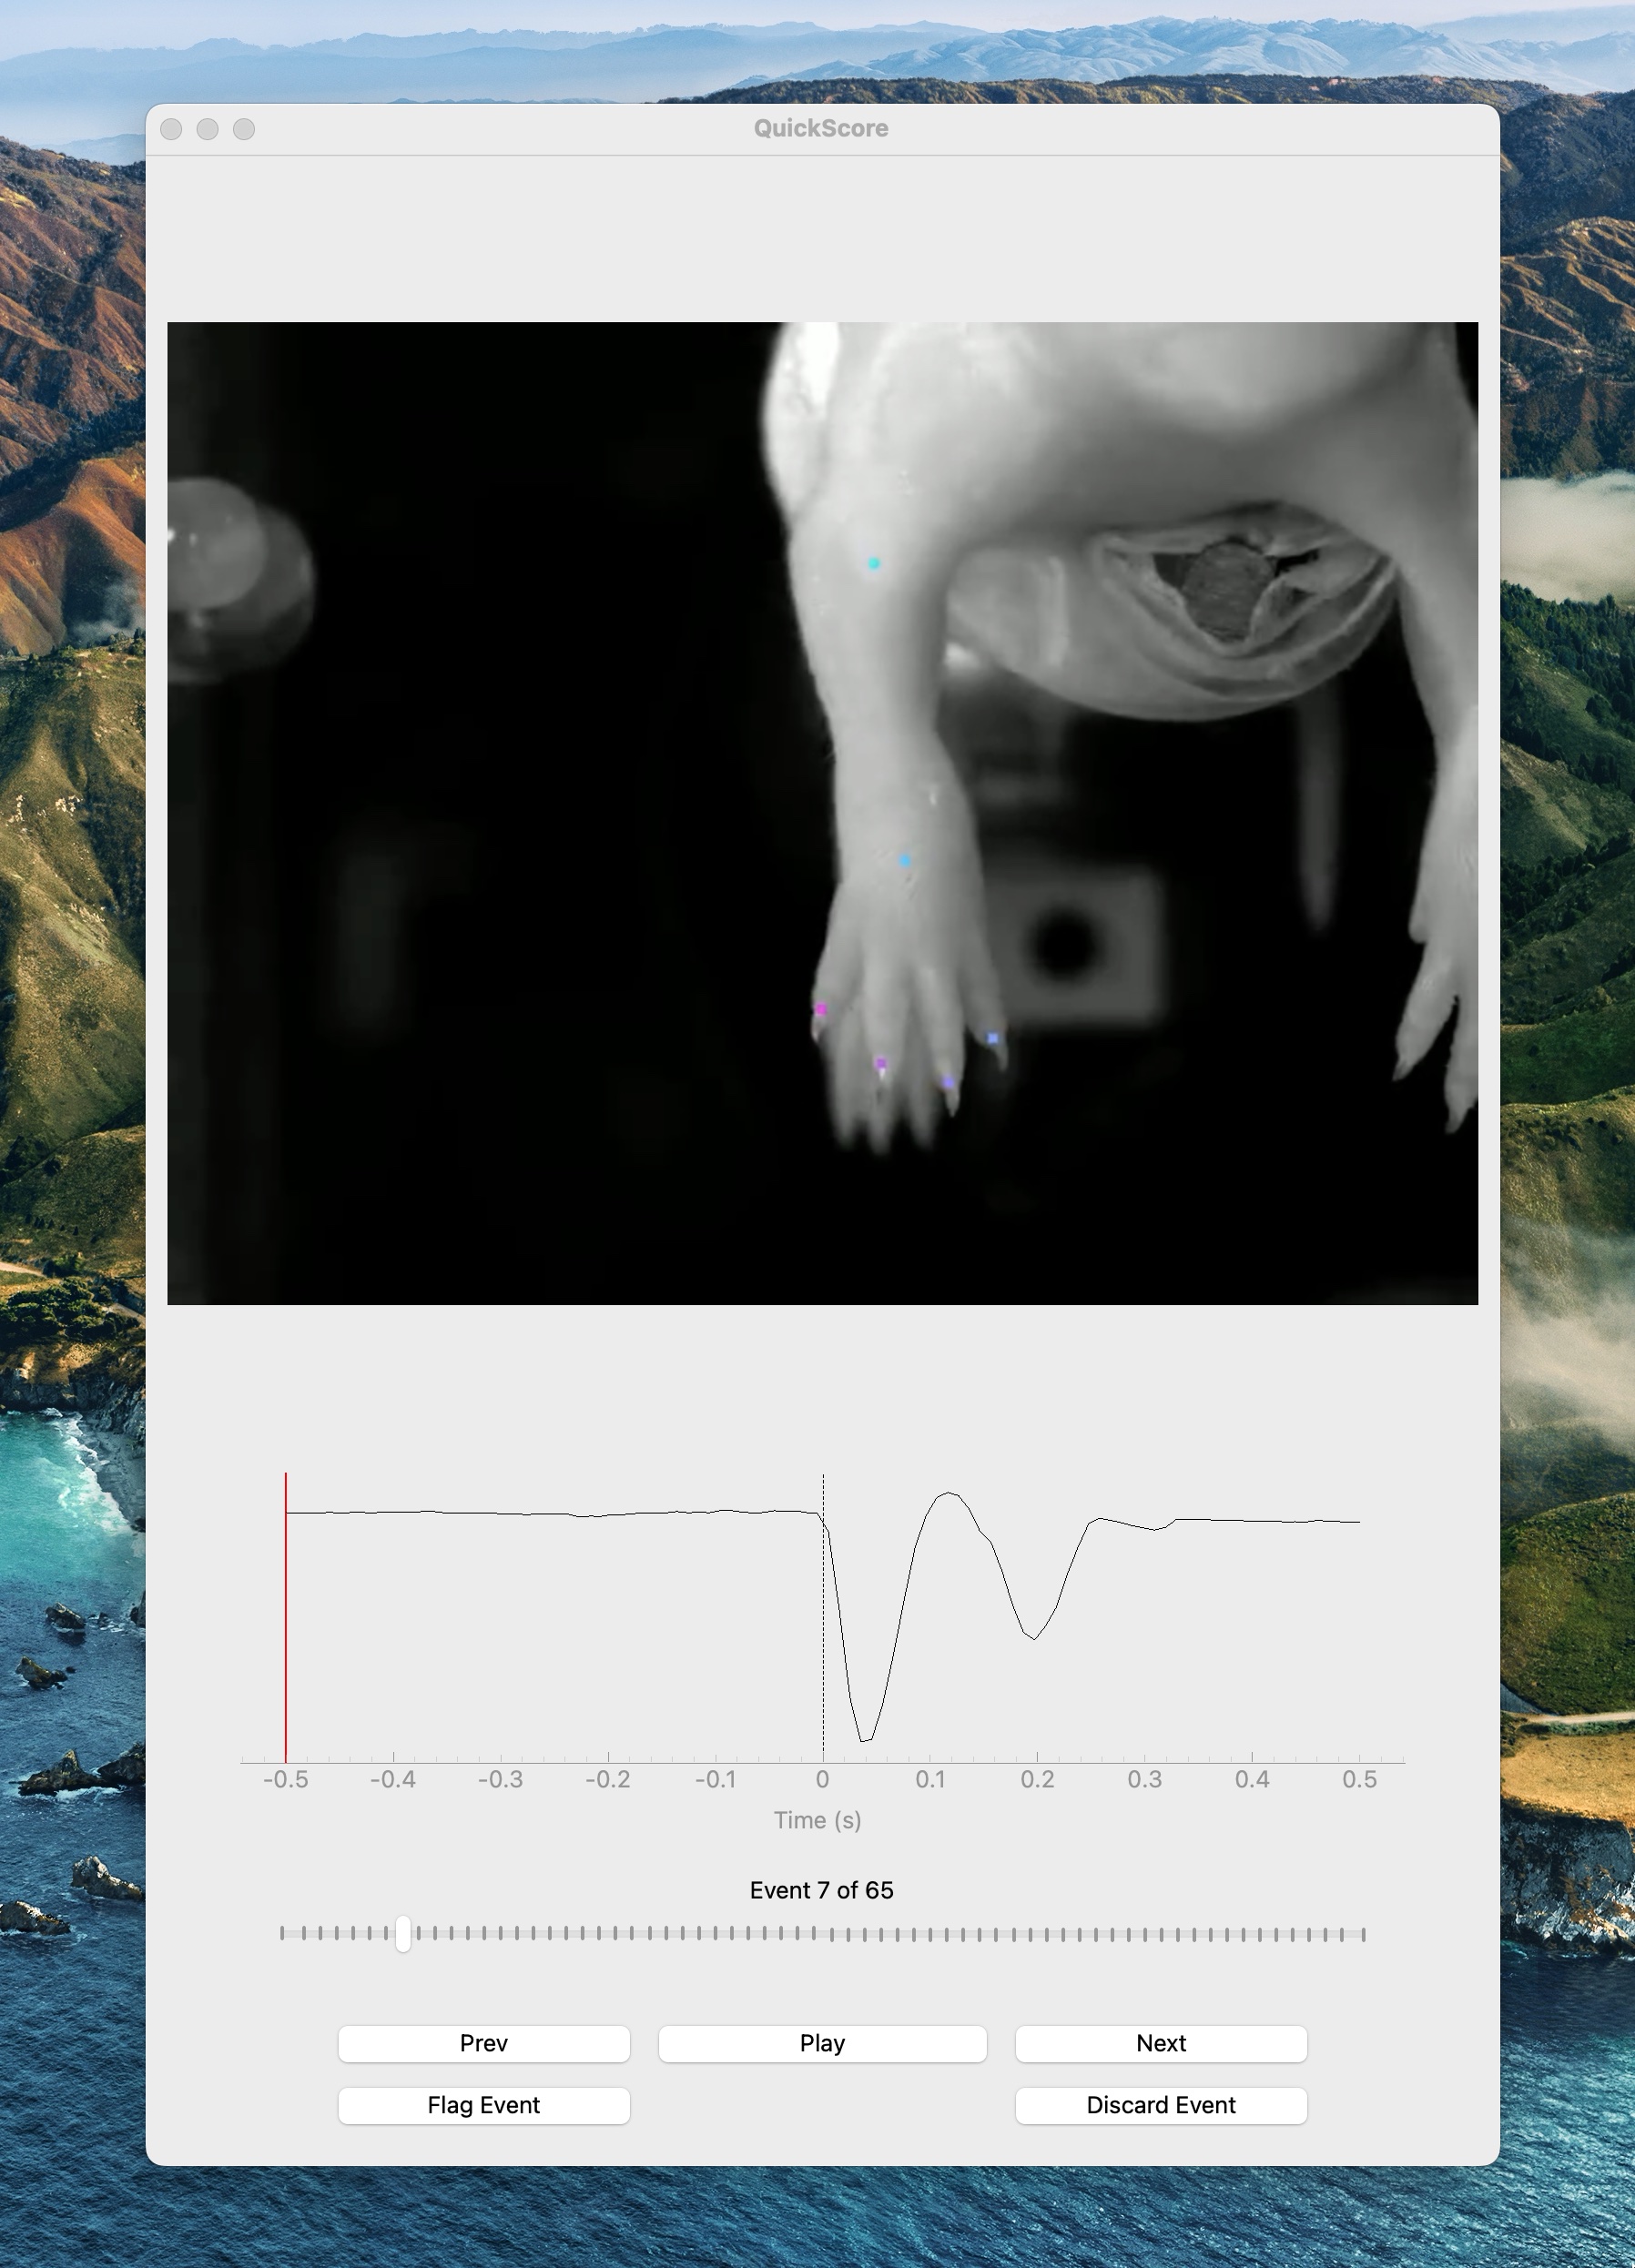 QuickScore
-0.5 -0.4 -0.3 -0.2 -0.1 0 0.1 0.2 0.3 0.4 0.5
Time (s)
Event 7 of 65
Prev Play Next
Flag Event Discard Event